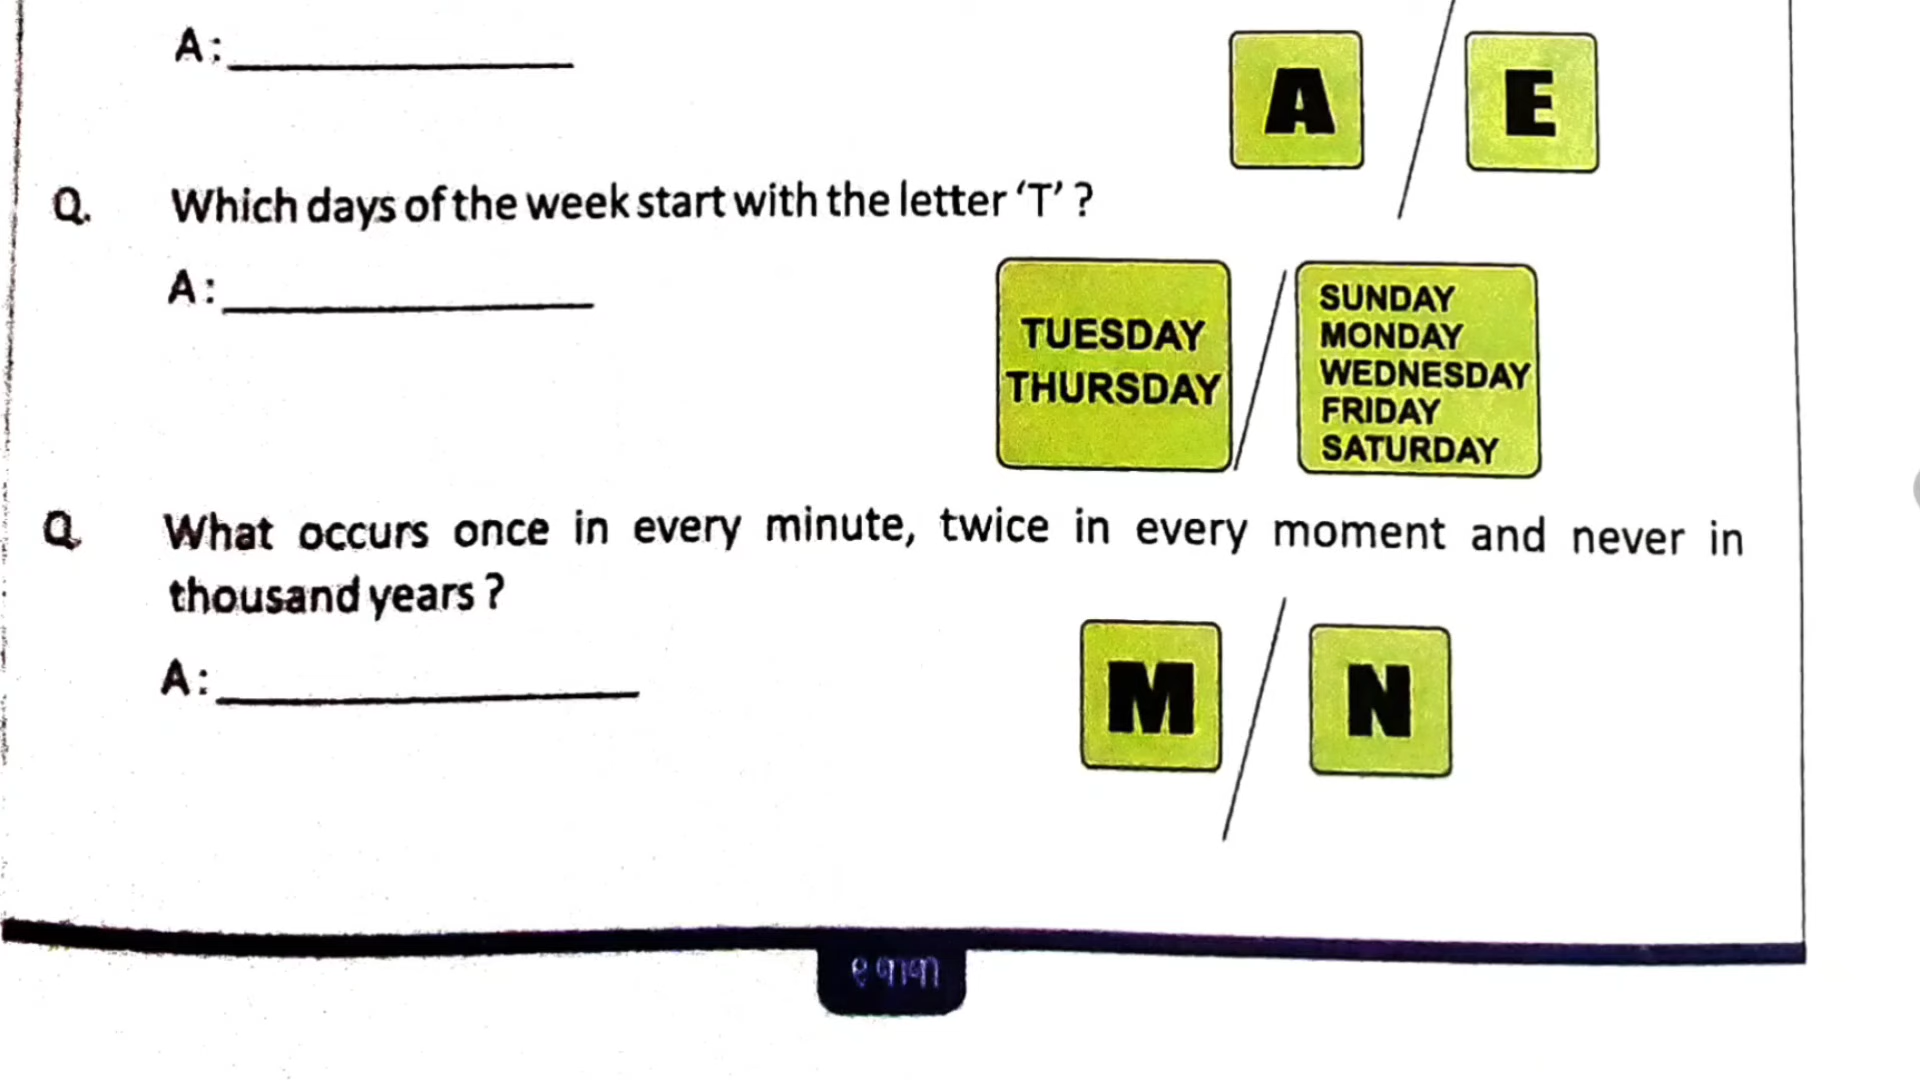 A:
A / E
Q. Which days of the week start with the letter ‘T’ ?
A:
TUESDAY
THURSDAY
/
SUNDAY
MONDAY
WEDNESDAY
FRIDAY
SATURDAY
Q. What occurs once in every minute, twice in every moment and never in
thousand years ?
A:
M / N